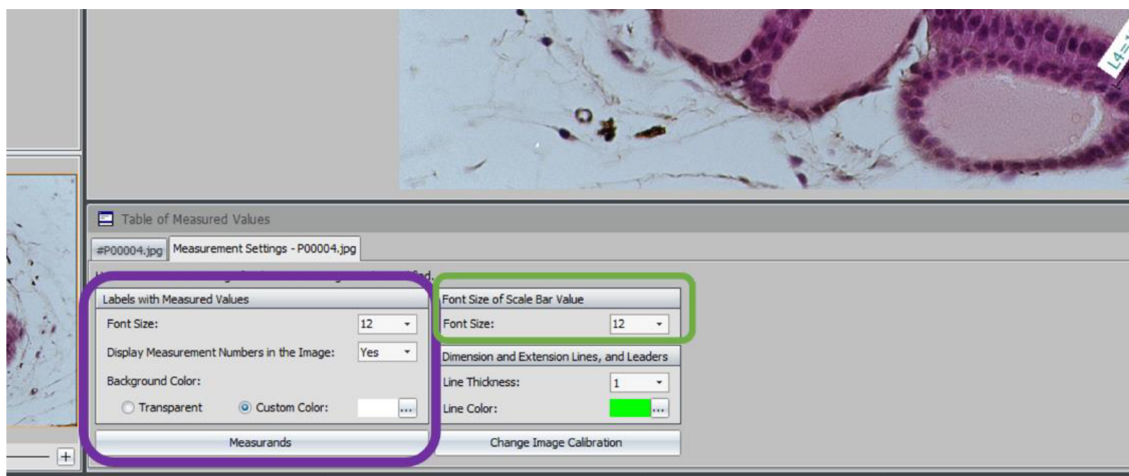 L4=
Table of Measured Values
#P00004.jpg
Measurement Settings - P00004.jpg
Labels with Measured Values
Font Size:
12
Display Measurement Numbers in the Image:
Yes
Background Color:
Transparent
Custom Color:
...
Measurands
Font Size of Scale Bar Value
Font Size:
12
Dimension and Extension Lines, and Leaders
Line Thickness:
1
Line Color:
...
Change Image Calibration